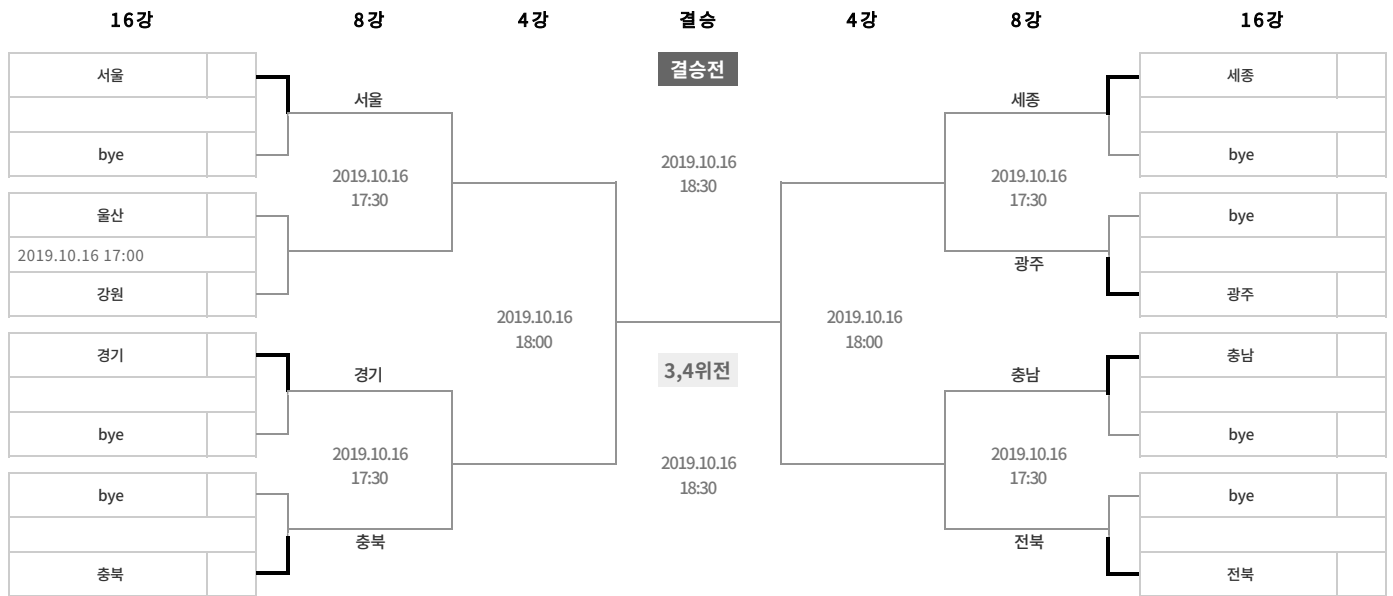 16강 8강 4강 결승 4강 8강 16강
서울
bye
울산
2019.10.16 17:00
강원
경기
bye
bye
충북
서울
2019.10.16
17:30
경기
2019.10.16
17:30
충북
2019.10.16
18:00
결승전
2019.10.16
18:30
3,4위전
2019.10.16
18:30
2019.10.16
18:00
세종
2019.10.16
17:30
광주
충남
2019.10.16
17:30
전북
세종
bye
bye
광주
충남
bye
bye
전북